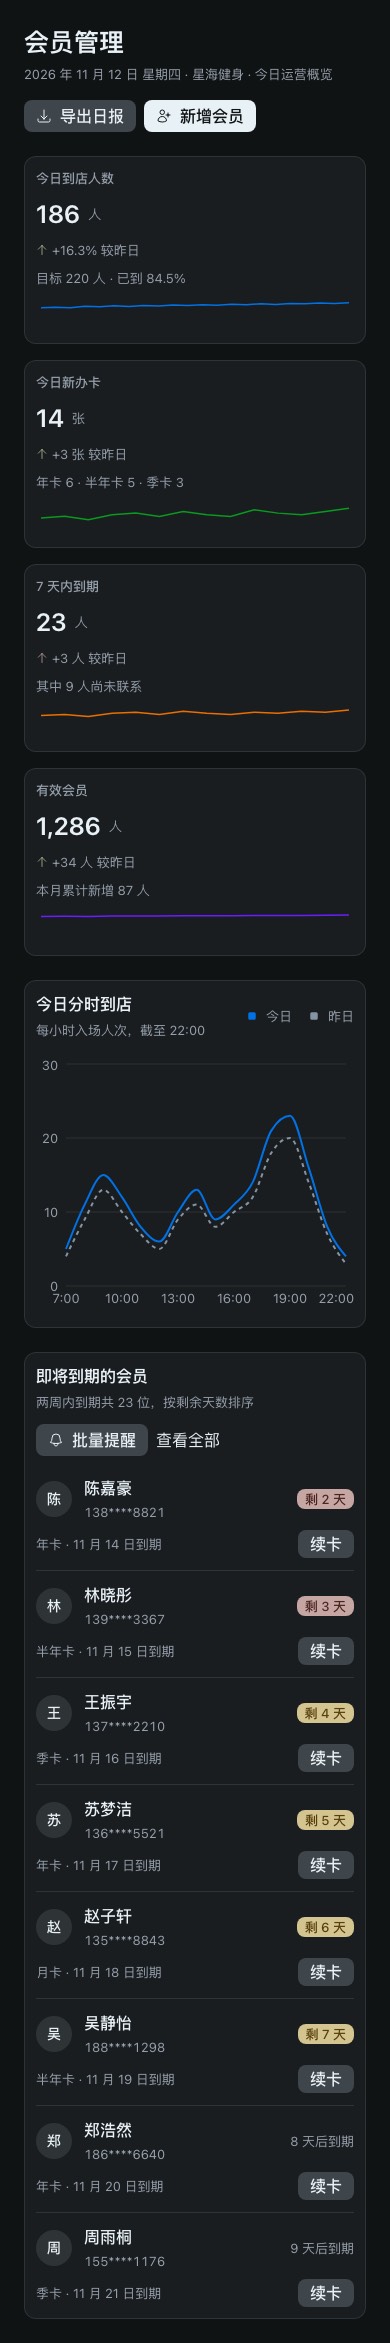 会员管理
2026 年 11 月 12 日 星期四 · 星海健身 · 今日运营概览
导出日报
新增会员
今日到店人数
186 人
↑ +16.3% 较昨日
目标 220 人 · 已到 84.5%
今日新办卡
14 张
↑ +3 张 较昨日
年卡 6 · 半年卡 5 · 季卡 3
7 天内到期
23 人
↑ +3 人 较昨日
其中 9 人尚未联系
有效会员
1,286 人
↑ +34 人 较昨日
本月累计新增 87 人
今日分时到店
每小时入场人次，截至 22:00
今日 昨日
30
20
10
0
7:00 10:00 13:00 16:00 19:00 22:00
即将到期的会员
两周内到期共 23 位，按剩余天数排序
批量提醒 查看全部
陈 陈嘉豪
138****8821
剩 2 天
年卡 · 11 月 14 日到期 续卡
林 林晓彤
139****3367
剩 3 天
半年卡 · 11 月 15 日到期 续卡
王 王振宇
137****2210
剩 4 天
季卡 · 11 月 16 日到期 续卡
苏 苏梦洁
136****5521
剩 5 天
年卡 · 11 月 17 日到期 续卡
赵 赵子轩
135****8843
剩 6 天
月卡 · 11 月 18 日到期 续卡
吴 吴静怡
188****1298
剩 7 天
半年卡 · 11 月 19 日到期 续卡
郑 郑浩然
186****6640
8 天后到期
年卡 · 11 月 20 日到期 续卡
周 周雨桐
155****1176
9 天后到期
季卡 · 11 月 21 日到期 续卡